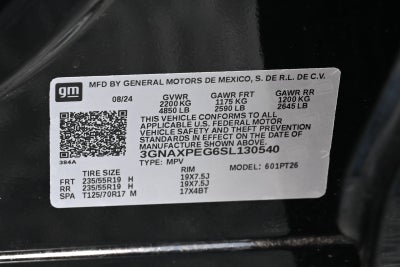 gm
MFD BY GENERAL MOTORS DE MEXICO, S. DE R.L. DE C.V.
08/24 GVWR GAWR FRT GAWR RR
2200 KG 1175 KG 1200 KG
4850 LB 2590 LB 2645 LB
THIS VEHICLE CONFORMS TO ALL APPLICABLE
U.S. FEDERAL MOTOR VEHICLE
SAFETY AND THEFT PREVENTION
STANDARDS IN EFFECT ON THE DATE
OF MANUFACTURE SHOWN ABOVE.
3GNAXPEG6SL130540
TYPE: MPV MODEL: 601PT26
TIRE SIZE RIM
FRT 235/55R19 H 19X7.5J
RR 235/55R19 H 19X7.5J
SPA T125/70R17 M 17X4BT